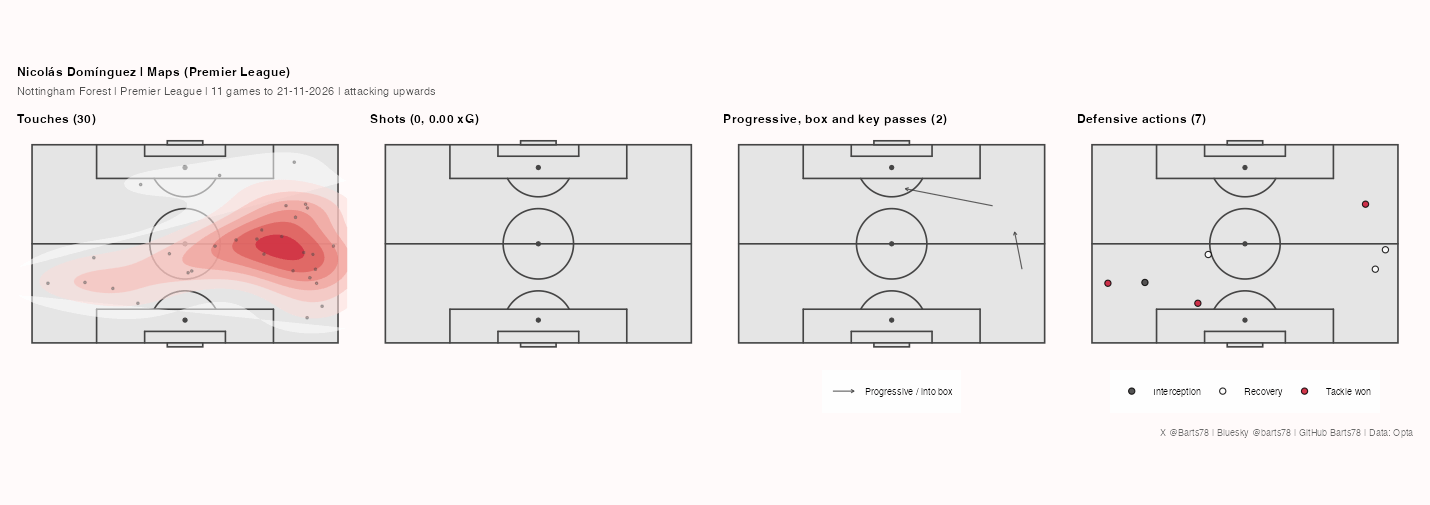 Nicolás Domínguez | Maps (Premier League)
Nottingham Forest | Premier League | 11 games to 21-11-2026 | attacking upwards
Touches (30)
Shots (0, 0.00 xG)
Progressive, box and key passes (2)
Defensive actions (7)
Progressive / into box
Interception
Recovery
Tackle won
X @Barts78 | Bluesky @barts78 | GitHub Barts78 | Data: Opta